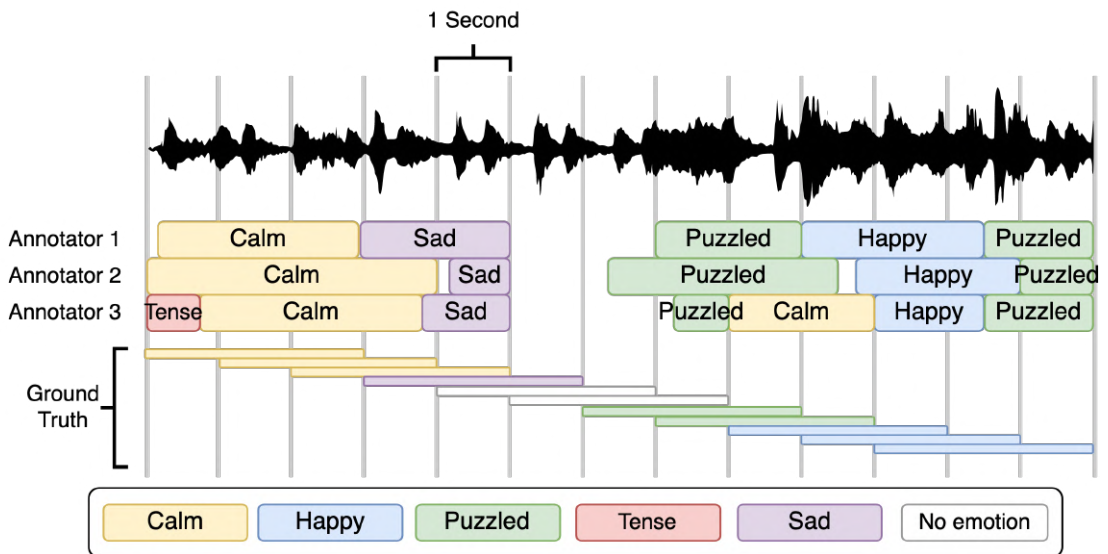 1 Second
Annotator 1 Calm Sad Puzzled Happy Puzzled
Annotator 2 Calm Sad Puzzled Happy Puzzled
Annotator 3 Tense Calm Sad Puzzled Calm Happy Puzzled
Ground
Truth
Calm Happy Puzzled Tense Sad No emotion